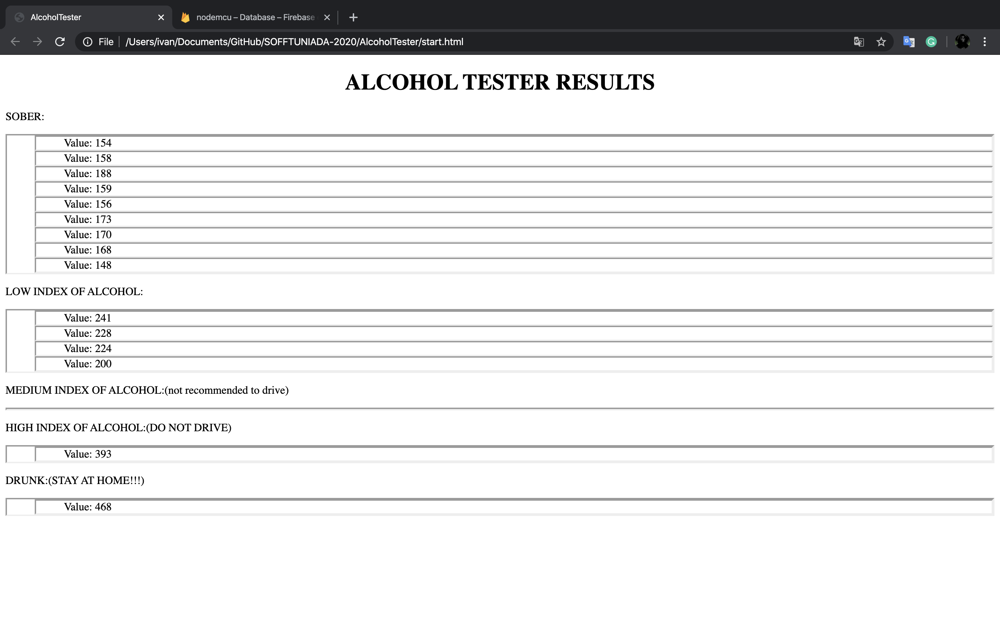 AlcoholTester
nodemcu – Database – Firebase
File
/Users/ivan/Documents/GitHub/SOFFTUNIADA-2020/AlcoholTester/start.html
ALCOHOL TESTER RESULTS
SOBER:
Value: 154
Value: 158
Value: 188
Value: 159
Value: 156
Value: 173
Value: 170
Value: 168
Value: 148
LOW INDEX OF ALCOHOL:
Value: 241
Value: 228
Value: 224
Value: 200
MEDIUM INDEX OF ALCOHOL:(not recommended to drive)
HIGH INDEX OF ALCOHOL:(DO NOT DRIVE)
Value: 393
DRUNK:(STAY AT HOME!!!)
Value: 468